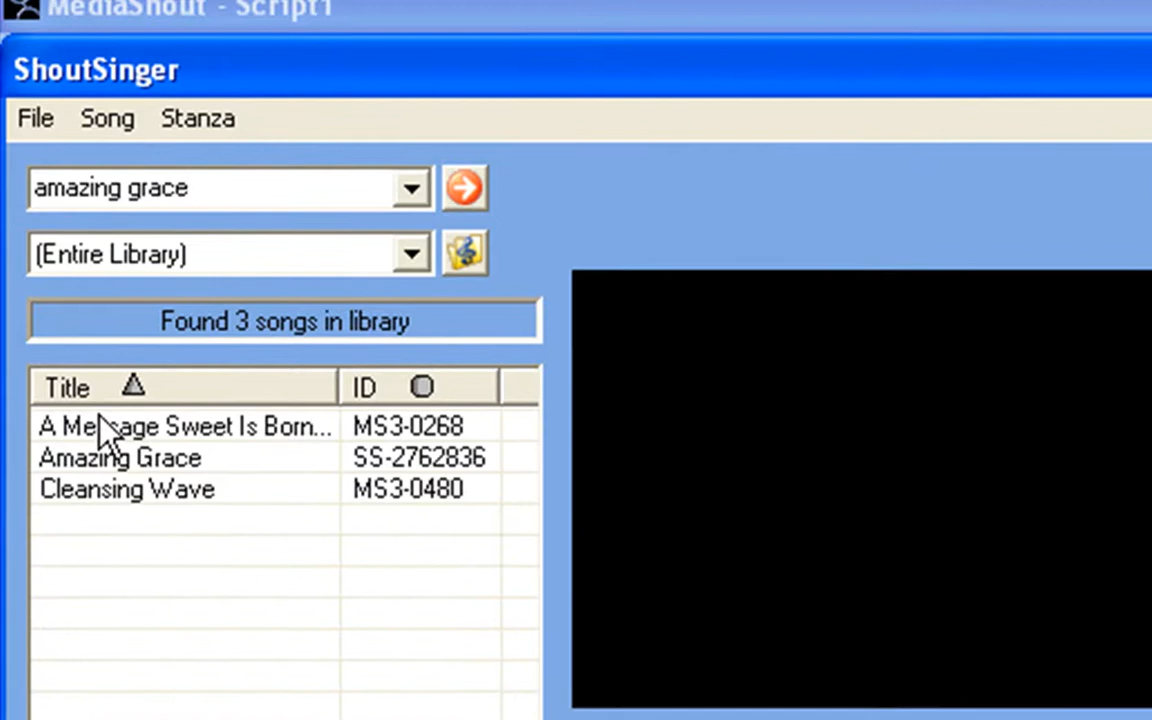 MediaShout - Script1
ShoutSinger
File Song Stanza
amazing grace
(Entire Library)
Found 3 songs in library
Title ID
A Message Sweet Is Born... MS3-0268
Amazing Grace SS-2762836
Cleansing Wave MS3-0480